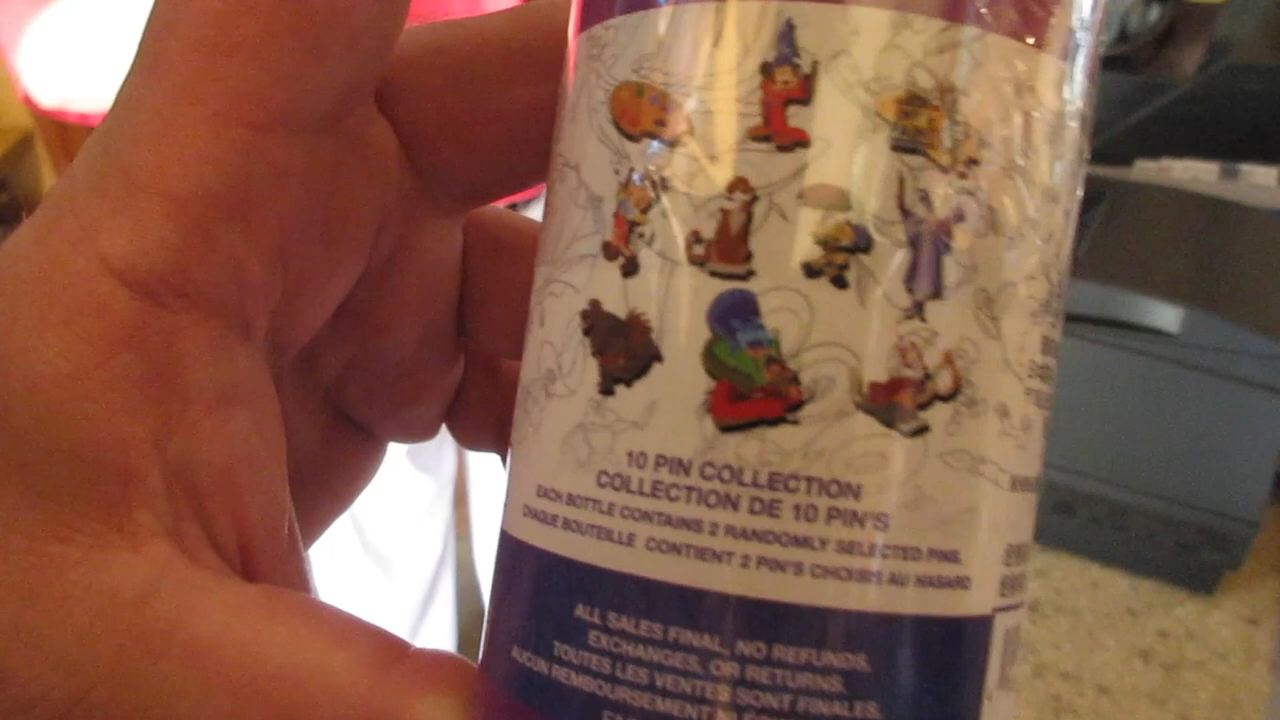 10 PIN COLLECTION
COLLECTION DE 10 PIN'S
EACH BOTTLE CONTAINS 2 RANDOMLY SELECTED PINS.
CHAQUE BOUTEILLE CONTIENT 2 PIN'S CHOISIS AU HASARD
ALL SALES FINAL, NO REFUNDS,
EXCHANGES, OR RETURNS.
TOUTES LES VENTES SONT FINALES.
AUCUN REMBOURSEMENT